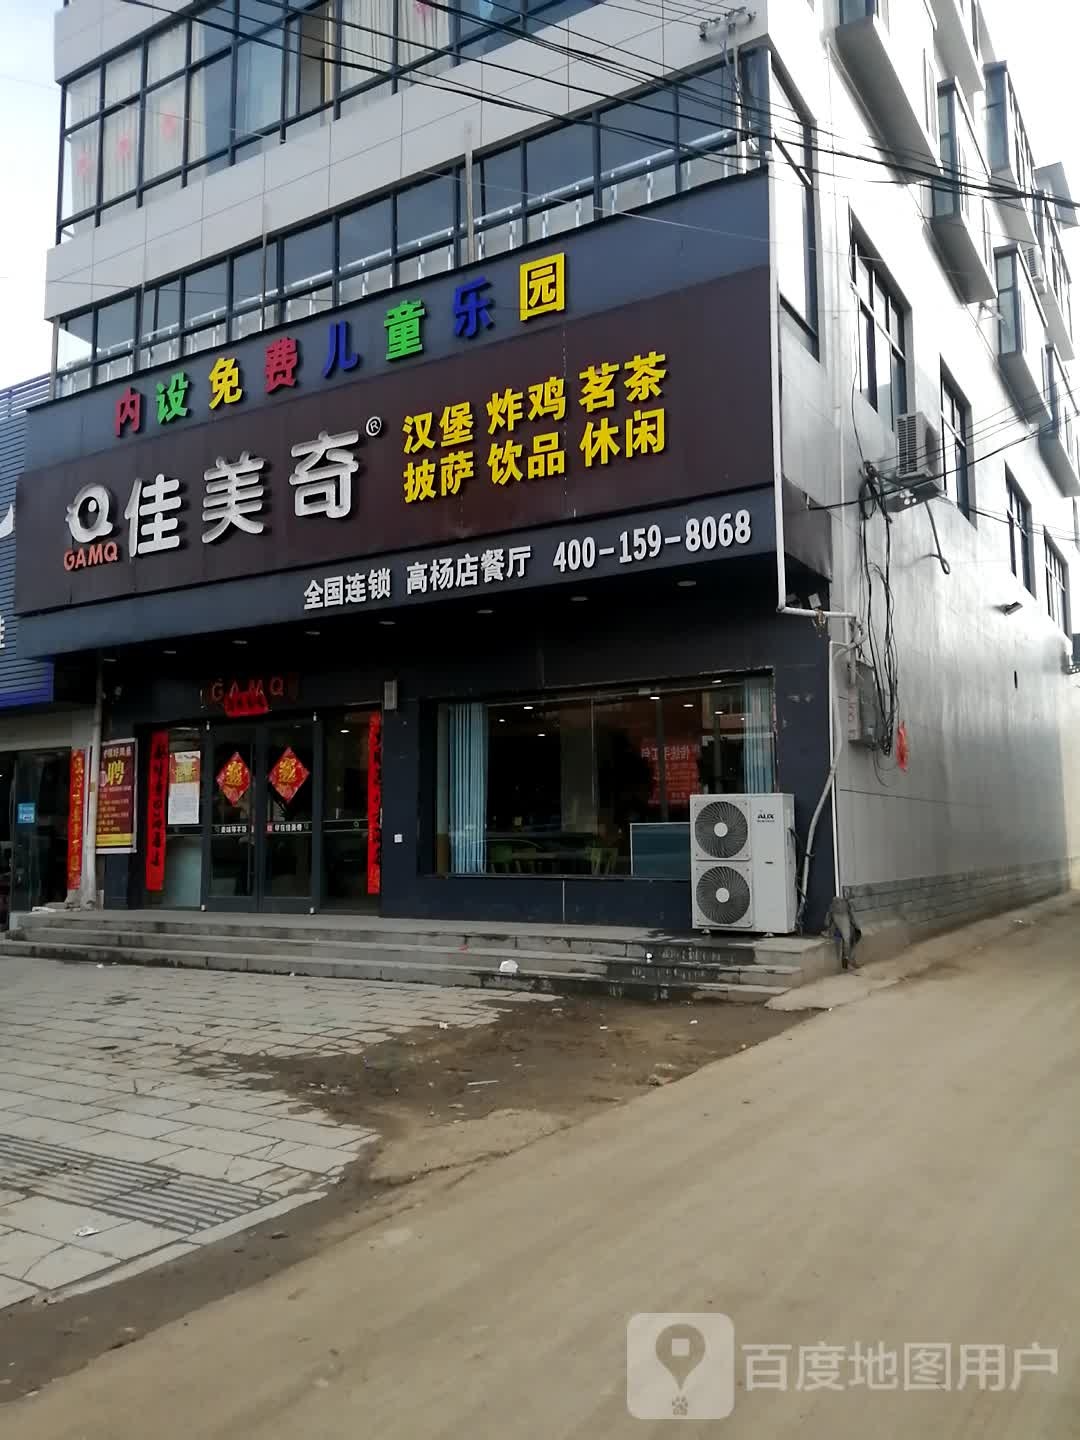 内设免费儿童乐园
佳美奇®
GAMQ
汉堡 炸鸡 茗茶
披萨 饮品 休闲
全国连锁 高杨店餐厅 400-159-8068
GAMQ
聘
AUX
百度地图用户